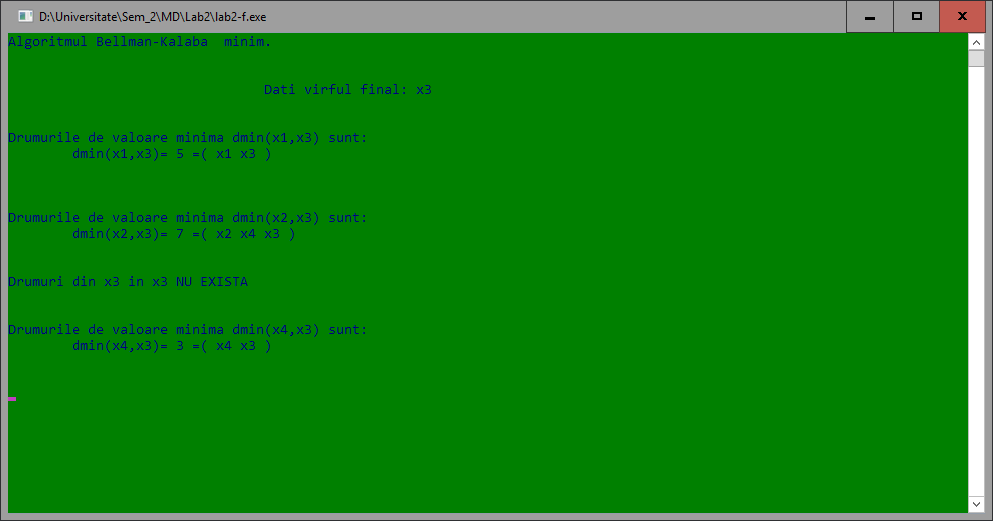 D:\Universitate\Sem_2\MD\Lab2\lab2-f.exe
Algoritmul Bellman-Kalaba  minim.
Dati virful final: x3
Drumurile de valoare minima dmin(x1,x3) sunt:
dmin(x1,x3)= 5 =( x1 x3 )
Drumurile de valoare minima dmin(x2,x3) sunt:
dmin(x2,x3)= 7 =( x2 x4 x3 )
Drumuri din x3 in x3 NU EXISTA
Drumurile de valoare minima dmin(x4,x3) sunt:
dmin(x4,x3)= 3 =( x4 x3 )